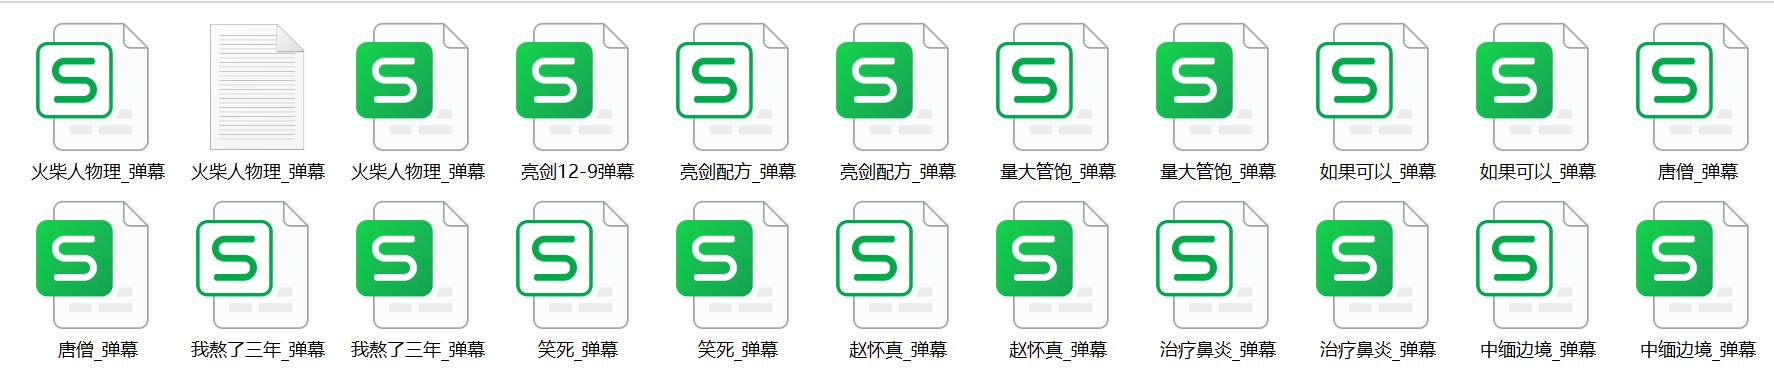 火柴人物理_弹幕 火柴人物理_弹幕 火柴人物理_弹幕 亮剑12-9弹幕 亮剑配方_弹幕 亮剑配方_弹幕 量大管饱_弹幕 量大管饱_弹幕 如果可以_弹幕 如果可以_弹幕 唐僧_弹幕
唐僧_弹幕 我熬了三年_弹幕 我熬了三年_弹幕 笑死_弹幕 笑死_弹幕 赵怀真_弹幕 赵怀真_弹幕 治疗鼻炎_弹幕 治疗鼻炎_弹幕 中缅边境_弹幕 中缅边境_弹幕